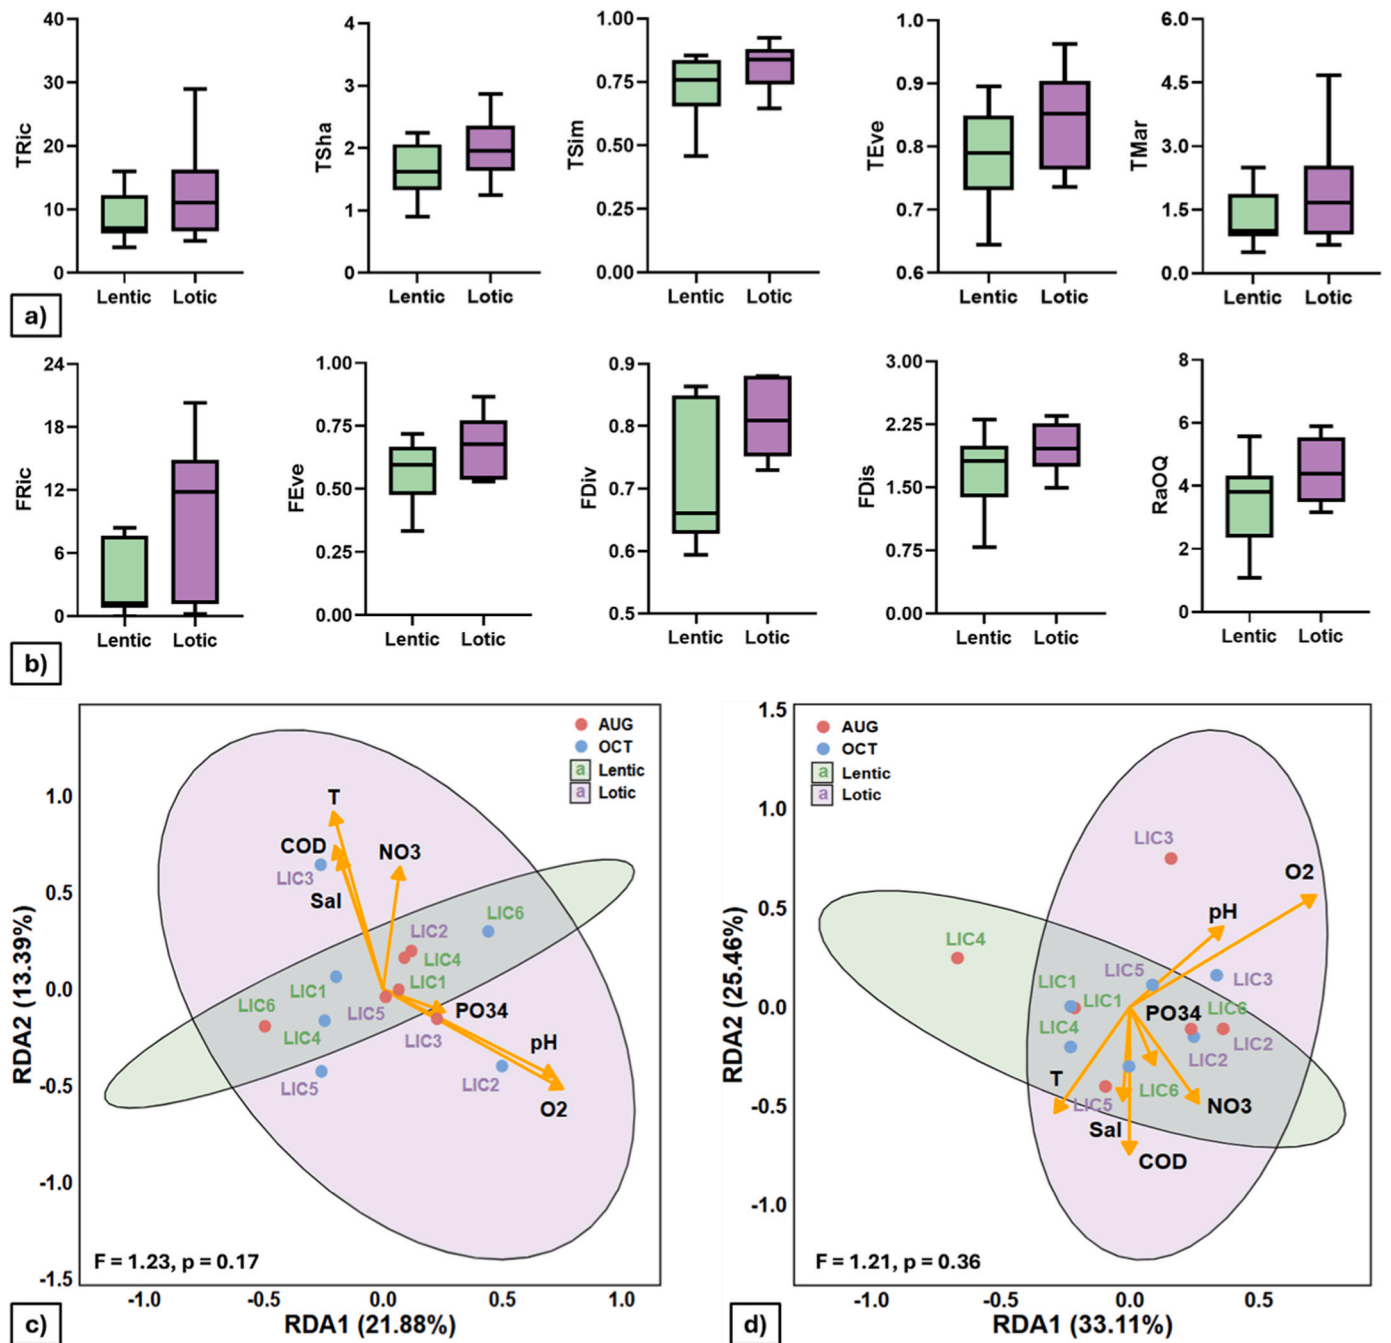 40
30
20
10
0
TRic
Lentic Lotic
4
3
2
1
0
TSha
Lentic Lotic
1.00
0.75
0.50
0.25
0.00
TSim
Lentic Lotic
1.0
0.9
0.8
0.7
0.6
TEve
Lentic Lotic
6.0
4.5
3.0
1.5
0.0
TMar
Lentic Lotic
a)
24
18
12
6
0
FRic
Lentic Lotic
1.00
0.75
0.50
0.25
0.00
FEve
Lentic Lotic
0.9
0.8
0.7
0.6
0.5
FDiv
Lentic Lotic
3.00
2.25
1.50
0.75
0.00
FDis
Lentic Lotic
8
6
4
2
0
RaOQ
Lentic Lotic
b)
AUG
OCT
a Lentic
a Lotic
1.0
0.5
0.0
-0.5
-1.0
-1.5
RDA2 (13.39%)
T
COD
NO3
LIC3
Sal
LIC6
LIC2
LIC4
LIC1
LIC1
LIC6
LIC5
PO34
LIC4
LIC3
pH
LIC5
LIC2
O2
F = 1.23, p = 0.17
-1.0 -0.5 0.0 0.5 1.0
RDA1 (21.88%)
c)
AUG
OCT
a Lentic
a Lotic
1.5
1.0
0.5
0.0
-0.5
-1.0
RDA2 (25.46%)
LIC3
O2
pH
LIC4
LIC5
LIC3
LIC1
LIC1
PO34
LIC6
LIC4
LIC2
LIC2
T
LIC6
LIC5
NO3
Sal
COD
F = 1.21, p = 0.36
-1.0 -0.5 0.0 0.5
RDA1 (33.11%)
d)